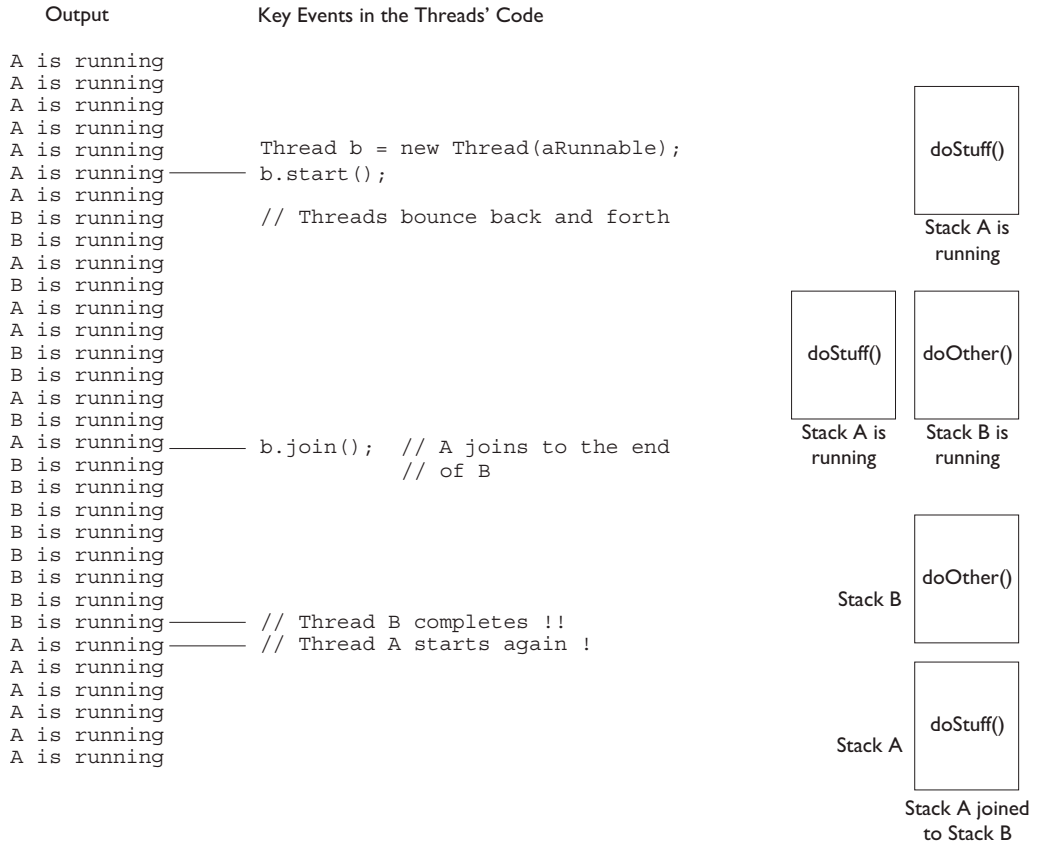 Output
Key Events in the Threads' Code
A is running
A is running
A is running
A is running
A is running
Thread b = new Thread(aRunnable);
A is running
b.start();
A is running
B is running
// Threads bounce back and forth
B is running
A is running
B is running
A is running
A is running
B is running
B is running
A is running
B is running
A is running
b.join(); // A joins to the end
B is running
// of B
B is running
B is running
B is running
B is running
B is running
B is running
B is running
// Thread B completes !!
A is running
// Thread A starts again !
A is running
A is running
A is running
A is running
A is running
doStuff()
Stack A is
running
doStuff()
Stack A is
running
doOther()
Stack B is
running
Stack B
doOther()
Stack A
doStuff()
Stack A joined
to Stack B